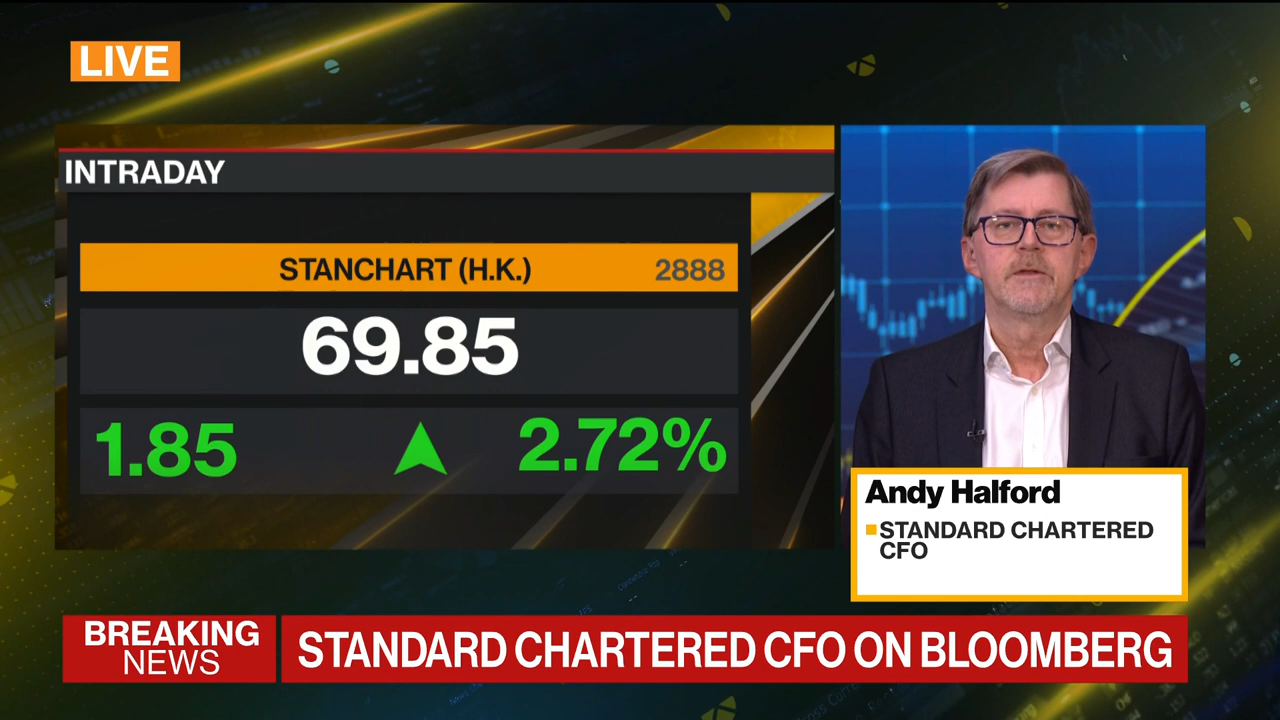 LIVE
INTRADAY
STANCHART (H.K.) 2888
69.85
1.85 2.72%
Andy Halford
STANDARD CHARTERED
CFO
BREAKING
NEWS
STANDARD CHARTERED CFO ON BLOOMBERG